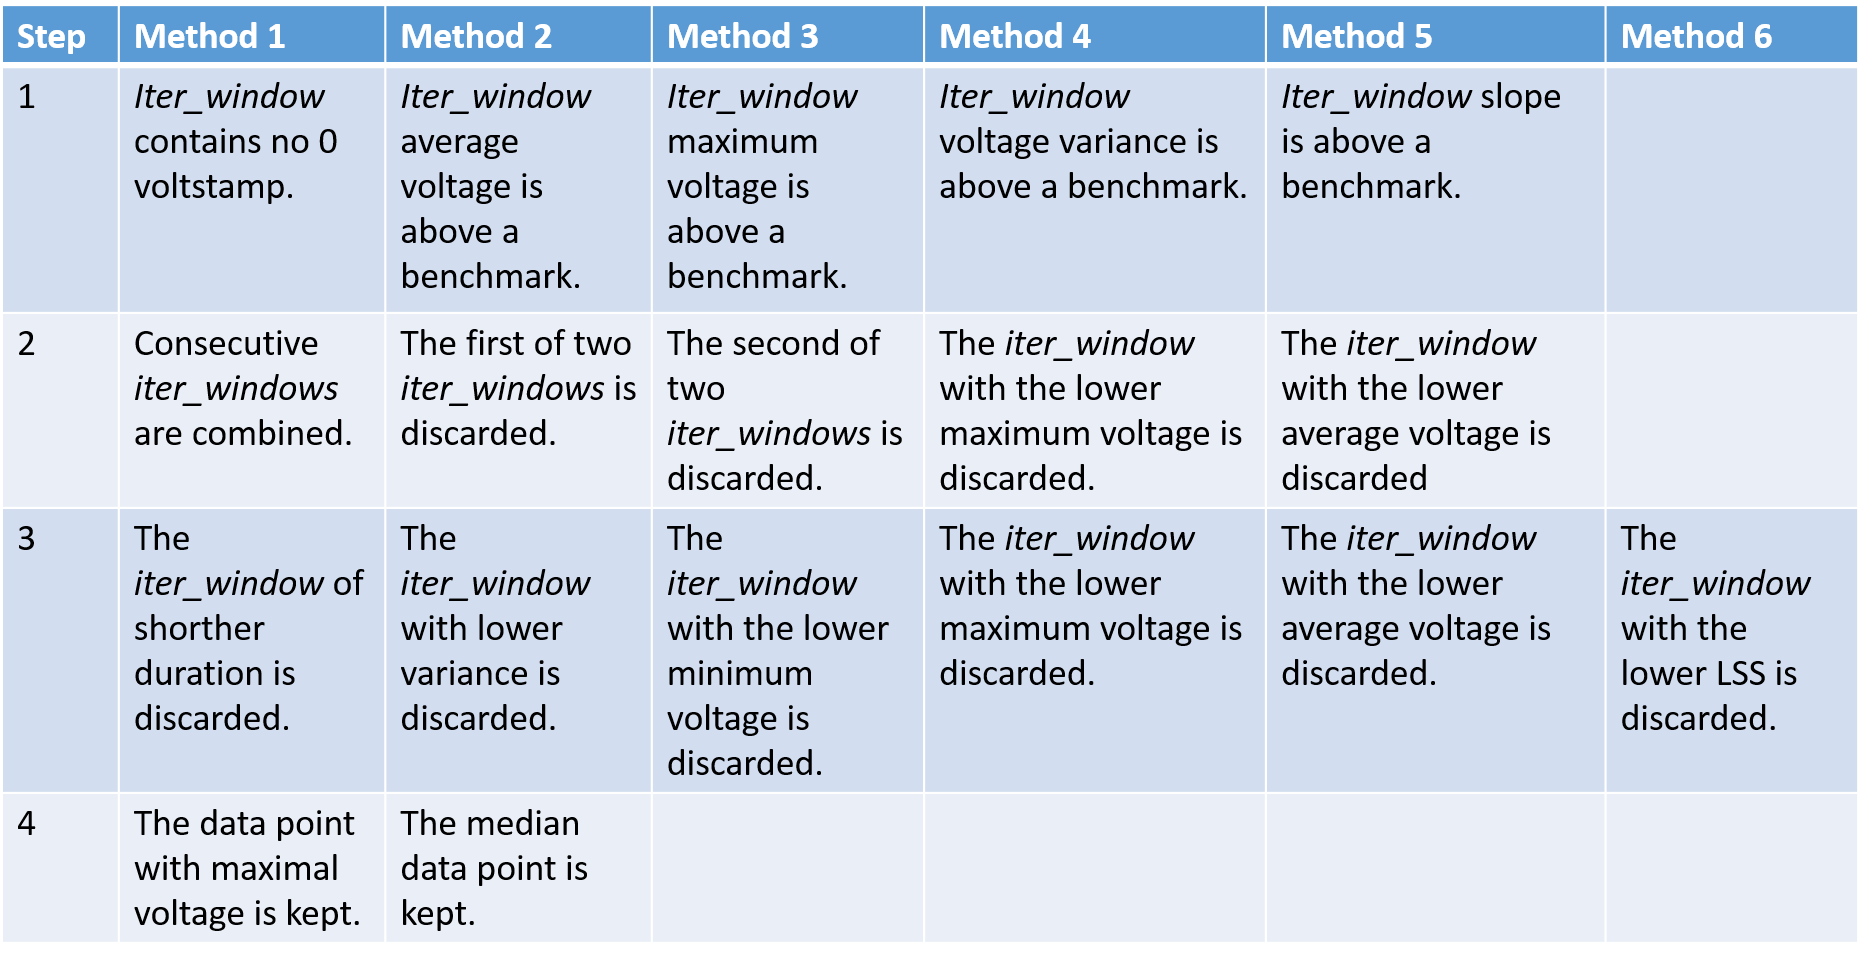 Step
Method 1
Method 2
Method 3
Method 4
Method 5
Method 6
1
Iter_window
contains no 0
voltstamp.
Iter_window
average
voltage is
above a
benchmark.
Iter_window
maximum
voltage is
above a
benchmark.
Iter_window
voltage variance is
above a benchmark.
Iter_window slope
is above a
benchmark.
2
Consecutive
iter_windows
are combined.
The first of two
iter_windows is
discarded.
The second of
two
iter_windows is
discarded.
The iter_window
with the lower
maximum voltage is
discarded.
The iter_window
with the lower
average voltage is
discarded
3
The
iter_window of
shorther
duration is
discarded.
The
iter_window
with lower
variance is
discarded.
The
iter_window
with the lower
minimum
voltage is
discarded.
The iter_window
with the lower
maximum voltage is
discarded.
The iter_window
with the lower
average voltage is
discarded.
The
iter_window
with the
lower LSS is
discarded.
4
The data point
with maximal
voltage is kept.
The median
data point is
kept.